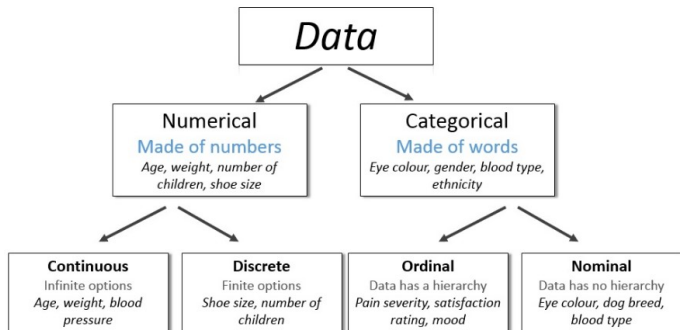 Data
Numerical
Made of numbers
Age, weight, number of
children, shoe size
Categorical
Made of words
Eye colour, gender, blood type,
ethnicity
Continuous
Infinite options
Age, weight, blood
pressure
Discrete
Finite options
Shoe size, number of
children
Ordinal
Data has a hierarchy
Pain severity, satisfaction
rating, mood
Nominal
Data has no hierarchy
Eye colour, dog breed,
blood type